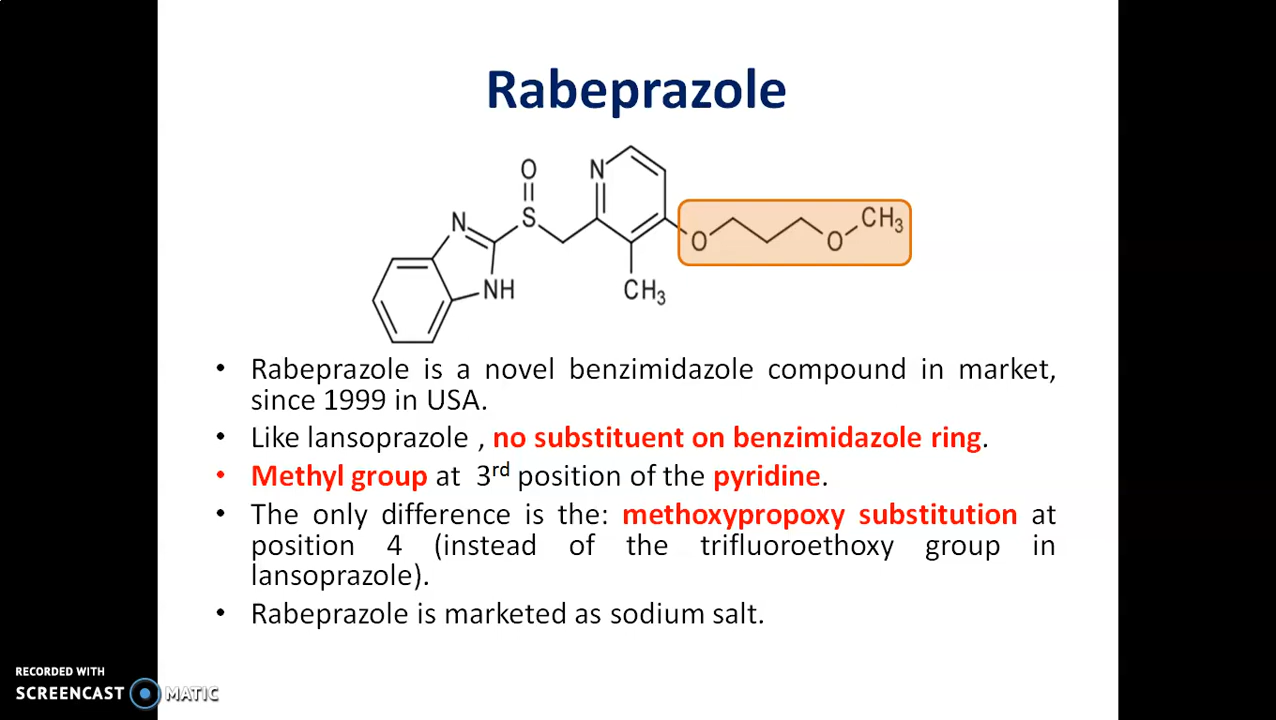 Rabeprazole
O
N
N
S
CH3
O
O
NH
CH3
• Rabeprazole is a novel benzimidazole compound in market,
since 1999 in USA.
• Like lansoprazole , no substituent on benzimidazole ring.
• Methyl group at 3rd position of the pyridine.
• The only difference is the: methoxypropoxy substitution at
position 4 (instead of the trifluoroethoxy group in
lansoprazole).
• Rabeprazole is marketed as sodium salt.
RECORDED WITH
SCREENCAST MATIC